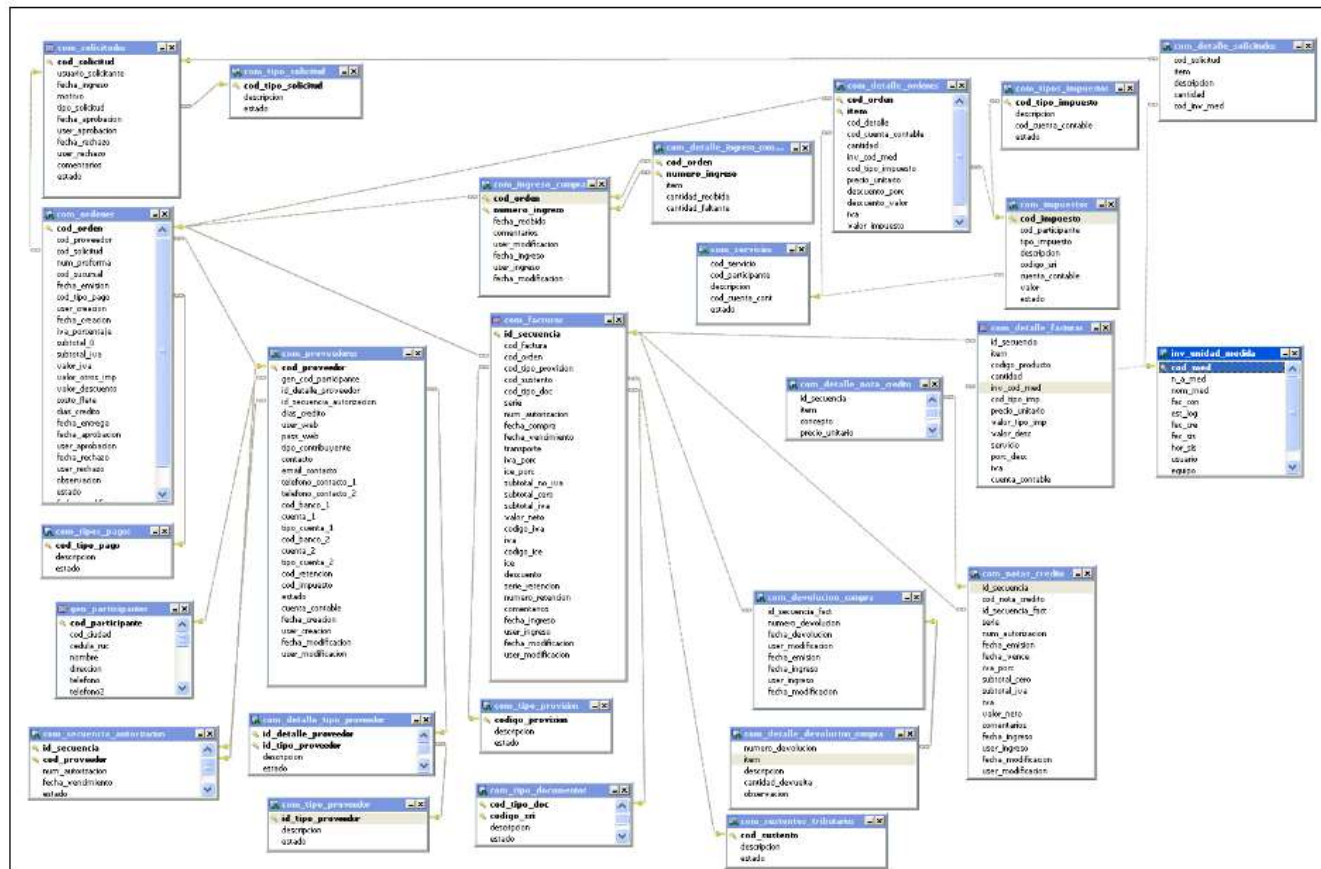 com_solicitudes
cod_solicitud
usuario_solicitante
fecha_ingreso
motivo
tipo_solicitud
fecha_aprobacion
user_aprobacion
fecha_rechazo
user_rechazo
comentarios
estado
com_tipo_solicitud
cod_tipo_solicitud
descripcion
estado
com_detalle_ordenes
cod_orden
item
cod_detalle
cod_cuenta_contable
cantidad
inv_cod_med
cod_tipo_impuesto
precio_unitario
descuento_porc
descuento_valor
iva
valor_impuesto
com_tipos_impuestos
cod_tipo_impuesto
descripcion
cod_cuenta_contable
estado
com_detalle_solicitudes
cod_solicitud
item
descripcion
cantidad
cod_inv_med
com_detalle_ingreso_com...
cod_orden
numero_ingreso
item
cantidad_recibida
cantidad_faltante
com_ingreso_compra
cod_orden
numero_ingreso
fecha_recibido
comentarios
user_modificacion
fecha_ingreso
user_ingreso
fecha_modificacion
com_ordenes
cod_orden
cod_proveedor
cod_solicitud
num_proforma
cod_sucursal
fecha_emision
cod_tipo_pago
user_creacion
fecha_creacion
iva_porcentaje
subtotal_0
subtotal_iva
valor_iva
valor_otros_imp
valor_descuento
costo_flete
dias_credito
fecha_entrega
fecha_aprobacion
user_aprobacion
fecha_rechazo
user_rechazo
observacion
estado
com_servicios
cod_servicio
cod_participante
descripcion
cod_cuenta_cont
estado
com_impuestos
cod_impuesto
cod_participante
tipo_impuesto
descripcion
codigo_sri
cuenta_contable
valor
estado
com_proveedores
cod_proveedor
gen_cod_participante
id_detalle_proveedor
id_secuencia_autorizacion
dias_credito
user_web
pass_web
tipo_contribuyente
contacto
email_contacto
telefono_contacto_1
telefono_contacto_2
cod_banco_1
cuenta_1
tipo_cuenta_1
cod_banco_2
cuenta_2
tipo_cuenta_2
cod_retencion
cod_impuesto
estado
cuenta_contable
fecha_creacion
user_creacion
fecha_modificacion
user_modificacion
com_facturas
id_secuencia
cod_factura
cod_orden
cod_tipo_provision
cod_sustento
cod_tipo_doc
serie
num_autorizacion
fecha_compra
fecha_vencimiento
transporte
iva_porc
ice_porc
subtotal_no_iva
subtotal_cero
subtotal_iva
valor_neto
codigo_iva
iva
codigo_ice
ice
descuento
serie_retencion
numero_retencion
comentarios
fecha_ingreso
user_ingreso
fecha_modificacion
user_modificacion
com_detalle_facturas
id_secuencia
item
codigo_producto
cantidad
inv_cod_med
cod_tipo_imp
precio_unitario
valor_tipo_imp
valor_desc
servicio
porc_desc
iva
cuenta_contable
inv_unidad_medida
cod_med
n_a_med
nom_med
fec_con
est_log
fec_cre
fec_sis
hor_sis
usuario
equipo
com_detalle_nota_credito
id_secuencia
item
concepto
precio_unitario
com_tipos_pagos
cod_tipo_pago
descripcion
estado
gen_participantes
cod_participante
cod_ciudad
cedula_ruc
nombre
direccion
telefono
telefono2
com_devolucion_compra
id_secuencia_fact
numero_devolucion
fecha_devolucion
user_modificacion
fecha_emision
fecha_ingreso
user_ingreso
fecha_modificacion
com_notas_credito
id_secuencia
cod_nota_credito
id_secuencia_fact
serie
num_autorizacion
fecha_emision
fecha_vence
iva_porc
subtotal_cero
subtotal_iva
iva
valor_neto
comentarios
fecha_ingreso
user_ingreso
fecha_modificacion
user_modificacion
com_secuencia_autorizacion
id_secuencia
cod_proveedor
num_autorizacion
fecha_vencimiento
estado
com_detalle_tipo_proveedor
id_detalle_proveedor
id_tipo_proveedor
descripcion
estado
com_tipo_provision
codigo_provision
descripcion
estado
com_detalle_devolucion_compra
numero_devolucion
item
descripcion
cantidad_devuelta
observacion
com_tipo_proveedor
id_tipo_proveedor
descripcion
estado
com_tipo_documentos
cod_tipo_doc
codigo_sri
descripcion
estado
com_sustentos_tributarios
cod_sustento
descripcion
estado